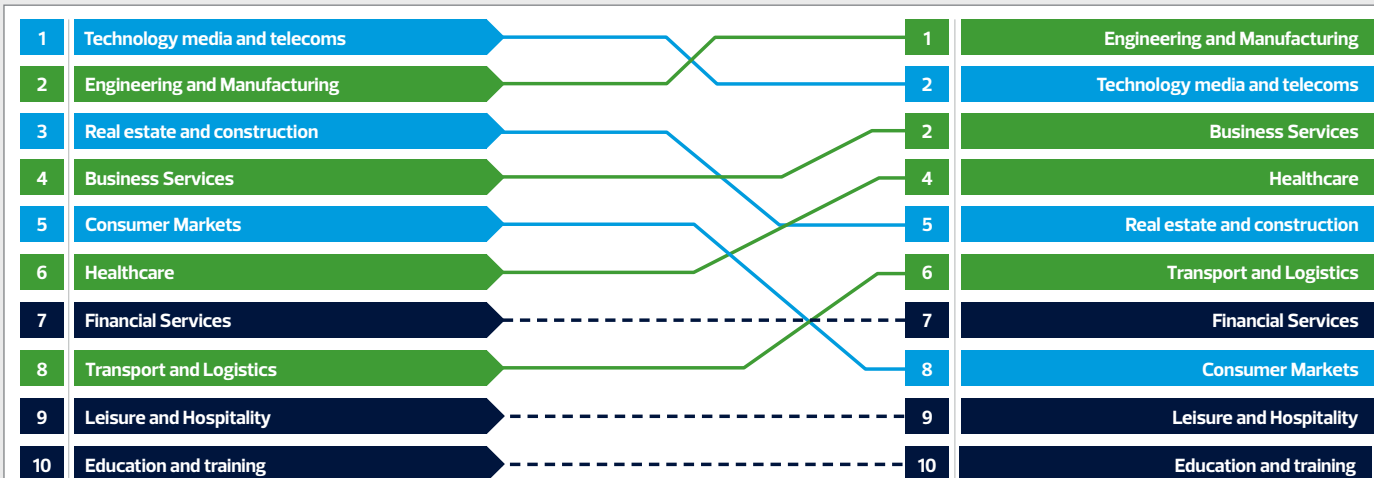 1 Technology media and telecoms 1 Engineering and Manufacturing
2 Engineering and Manufacturing 2 Technology media and telecoms
3 Real estate and construction 2 Business Services
4 Business Services 4 Healthcare
5 Consumer Markets 5 Real estate and construction
6 Healthcare 6 Transport and Logistics
7 Financial Services 7 Financial Services
8 Transport and Logistics 8 Consumer Markets
9 Leisure and Hospitality 9 Leisure and Hospitality
10 Education and training 10 Education and training